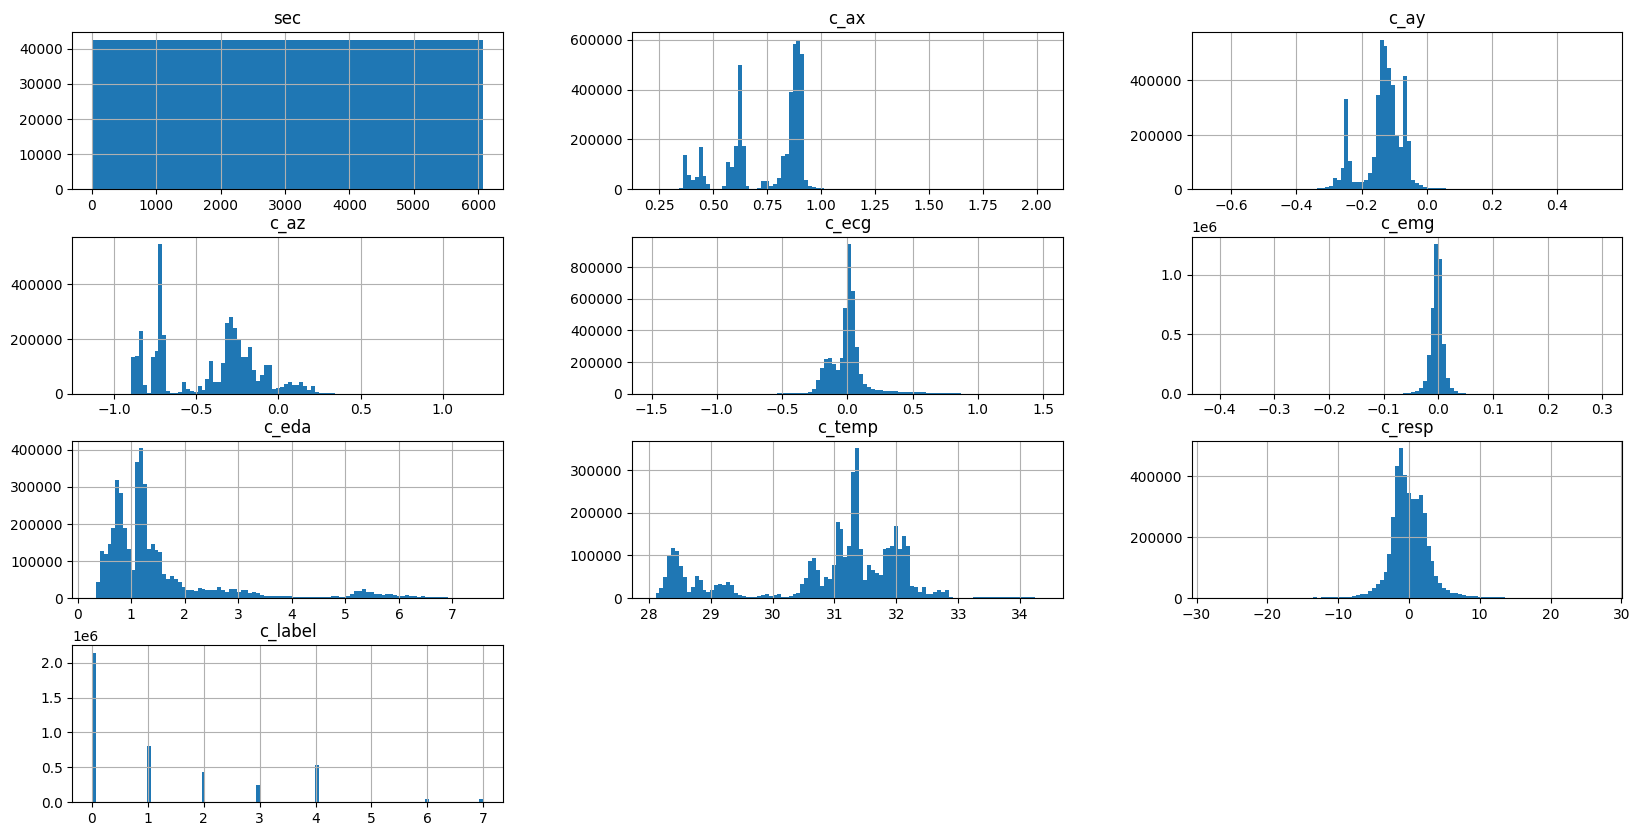 sec
40000
30000
20000
10000
0
0 1000 2000 3000 4000 5000 6000
c_ax
600000
400000
200000
0
0.25 0.50 0.75 1.00 1.25 1.50 1.75 2.00
c_ay
400000
200000
0
−0.6 −0.4 −0.2 0.0 0.2 0.4
c_az
400000
200000
0
−1.0 −0.5 0.0 0.5 1.0
c_ecg
800000
600000
400000
200000
0
−1.5 −1.0 −0.5 0.0 0.5 1.0 1.5
c_emg
1e6
1.0
0.5
0.0
−0.4 −0.3 −0.2 −0.1 0.0 0.1 0.2 0.3
c_eda
400000
300000
200000
100000
0
0 1 2 3 4 5 6 7
c_temp
300000
200000
100000
0
28 29 30 31 32 33 34
c_resp
400000
200000
0
−30 −20 −10 0 10 20 30
c_label
1e6
2.0
1.5
1.0
0.5
0.0
0 1 2 3 4 5 6 7